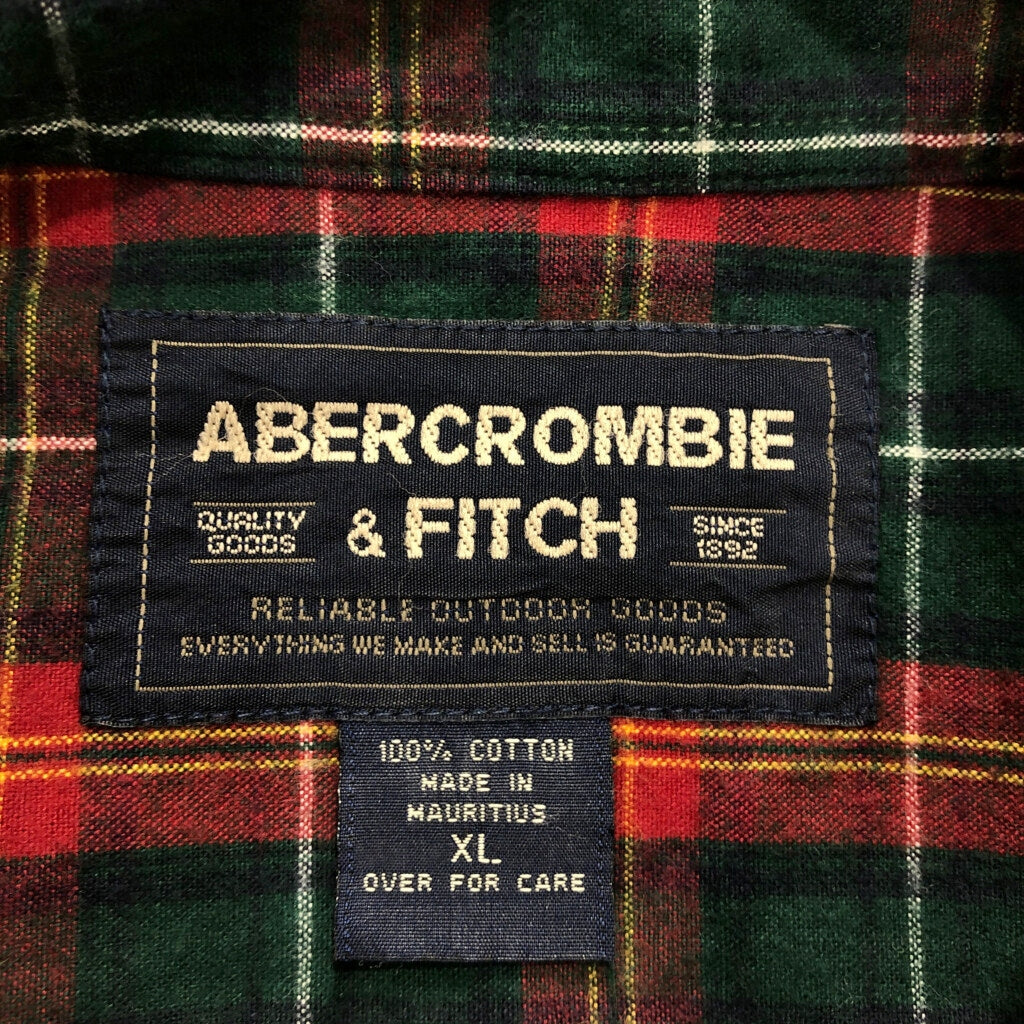 ABERCROMBIE
QUALITY GOODS & FITCH SINCE 1892
RELIABLE OUTDOOR GOODS
EVERYTHING WE MAKE AND SELL IS GUARANTEED
100% COTTON
MADE IN
MAURITIUS
XL
OVER FOR CARE